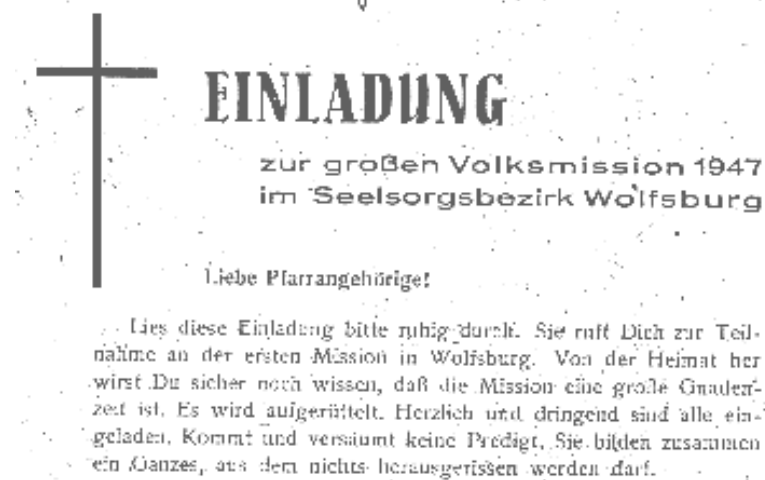 EINLADUNG
zur großen Volksmission 1947
im Seelsorgsbezirk Wolfsburg
Liebe Pfarrangehörige!
Lies diese Einladung bitte ruhig durch. Sie ruft Dich zur Teil-
nahme an der ersten Mission in Wolfsburg. Von der Heimat her
wirst Du sicher noch wissen, daß die Mission eine große Gnaden-
zeit ist. Es wird aufgerüttelt. Herzlich und dringend sind alle ein-
geladen. Kommt und versäumt keine Predigt. Sie bilden zusammen
ein Ganzes, aus dem nichts herausgerissen werden darf.